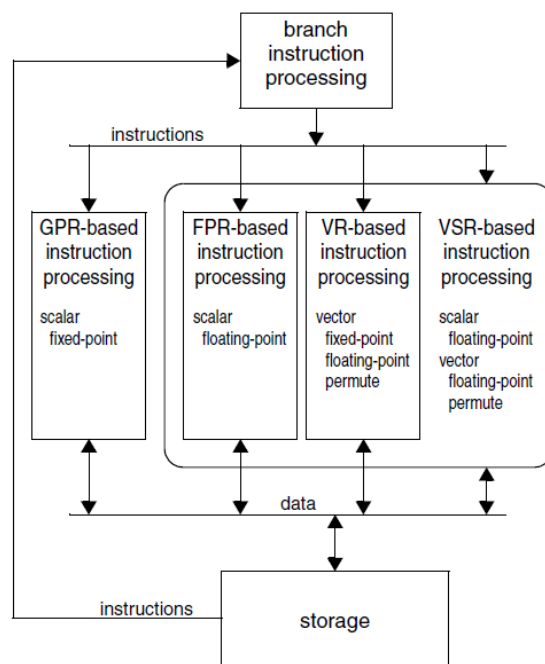 branch
instruction
processing
instructions
GPR-based
instruction
processing
scalar
fixed-point
FPR-based
instruction
processing
scalar
floating-point
VR-based
instruction
processing
vector
fixed-point
floating-point
permute
VSR-based
instruction
processing
scalar
floating-point
vector
floating-point
permute
data
instructions
storage